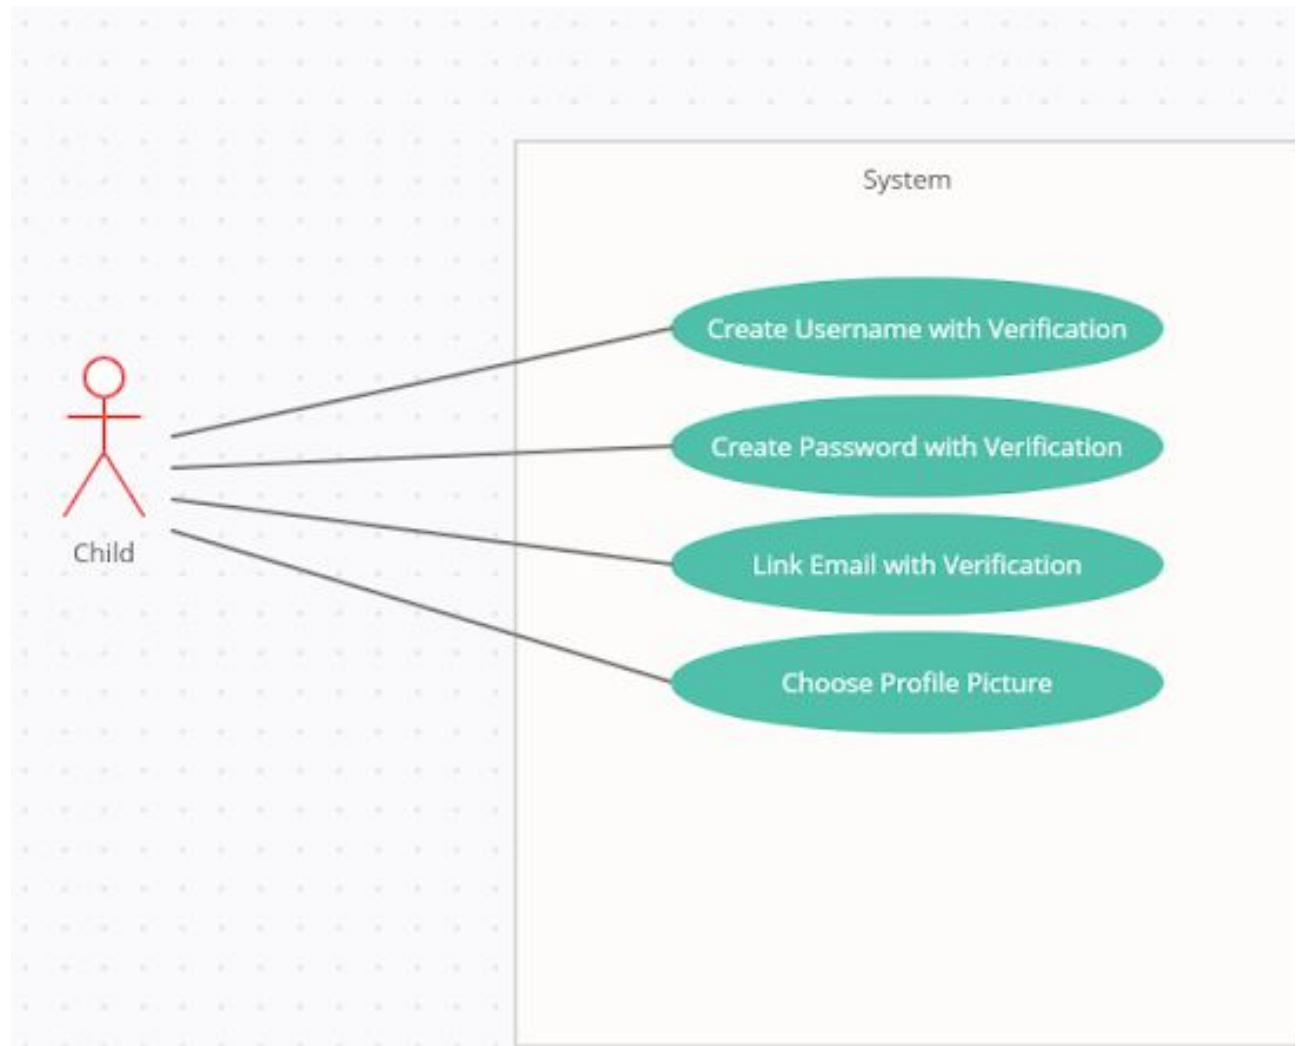 System
Create Username with Verification
Create Password with Verification
Link Email with Verification
Choose Profile Picture
Child